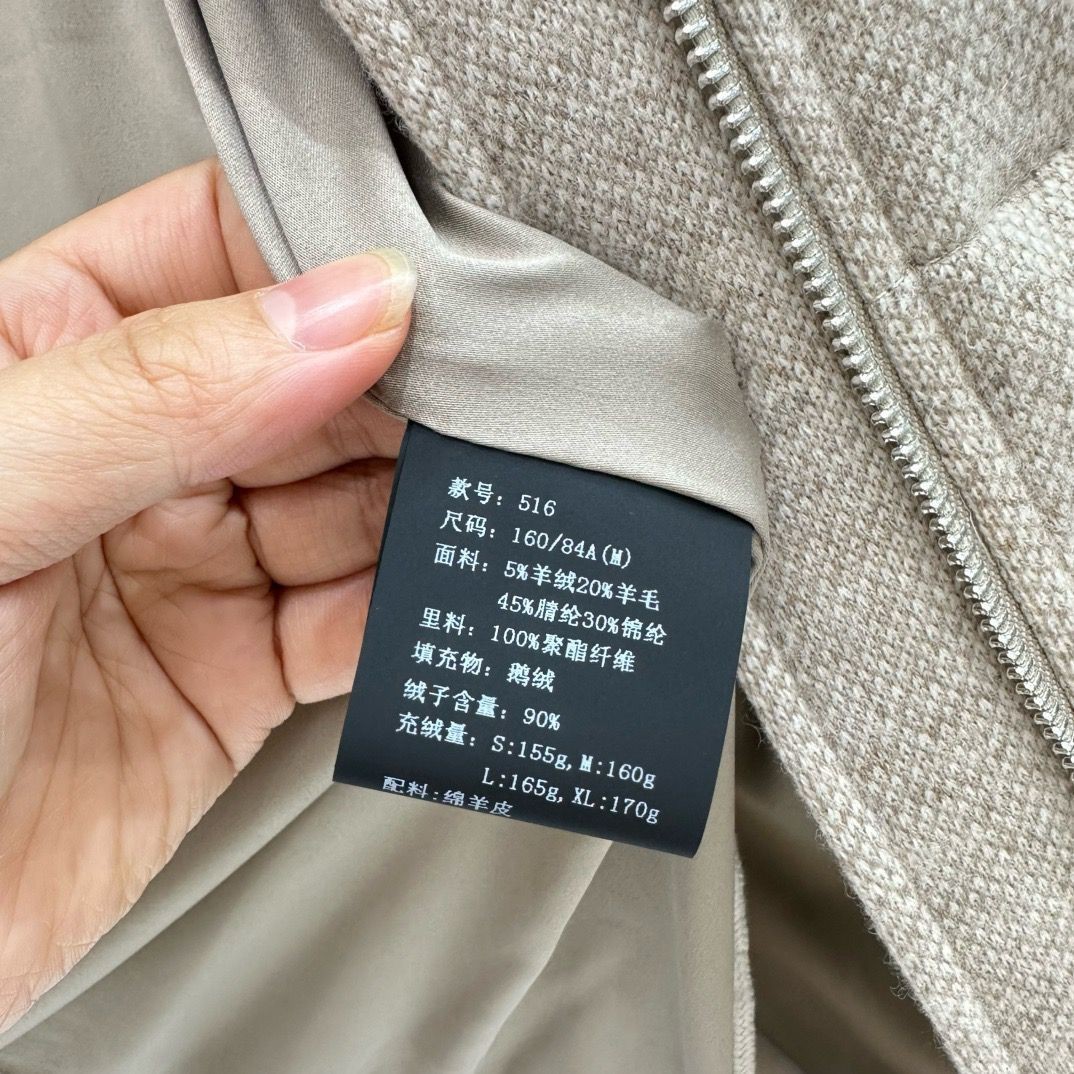 款号: 516
尺码: 160/84A(M)
面料: 5%羊绒20%羊毛
45%腈纶30%锦纶
里料: 100%聚酯纤维
填充物: 鹅绒
绒子含量: 90%
充绒量: S:155g,M:160g
L:165g,XL:170g
配料:绵羊皮